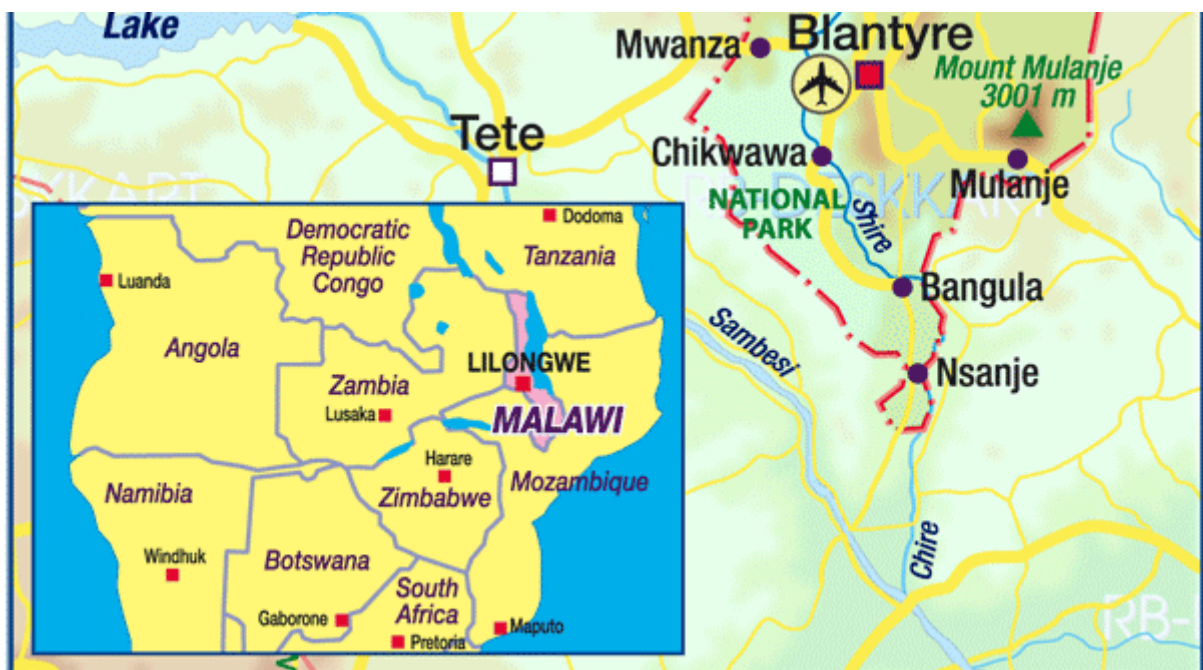 Lake
Mwanza
Blantyre
Mount Mulanje
3001 m
Tete
Chikwawa
Mulanje
NATIONAL
PARK
Shire
Bangula
Sambesi
Nsanje
Chire
RB-
Dodoma
Democratic
Republic
Congo
Tanzania
Luanda
Angola
LILONGWE
Zambia
Lusaka
MALAWI
Harare
Zimbabwe
Mozambique
Namibia
Windhuk
Botswana
South
Africa
Gaborone
Pretoria
Maputo